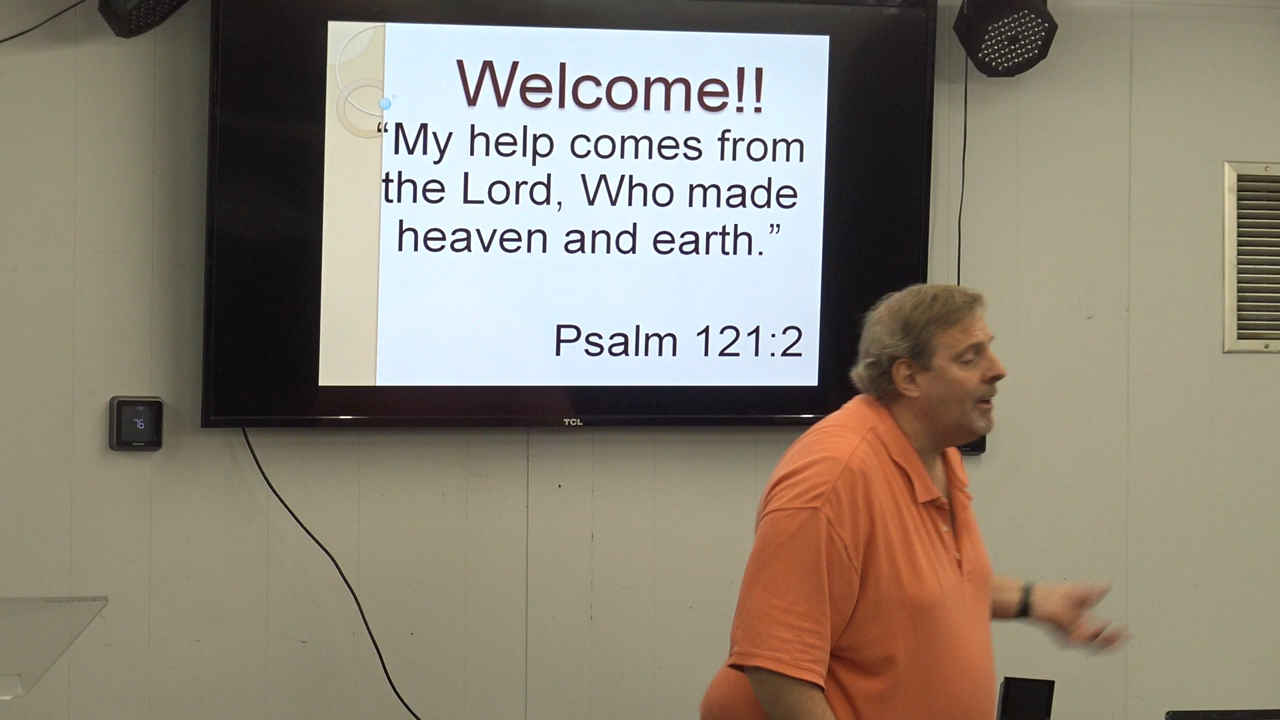 Welcome!!
“My help comes from
the Lord, Who made
heaven and earth.”
Psalm 121:2
TCL
76